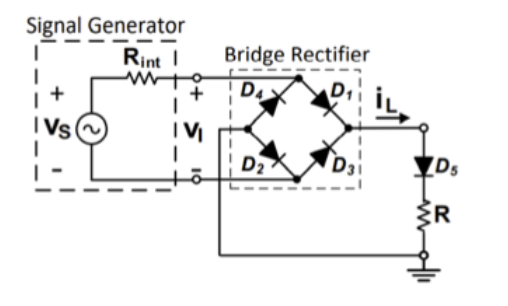 Signal Generator
Rint
Bridge Rectifier
+
+
D4
D1
iL
VS
VI
-
-
D2
D3
D5
R